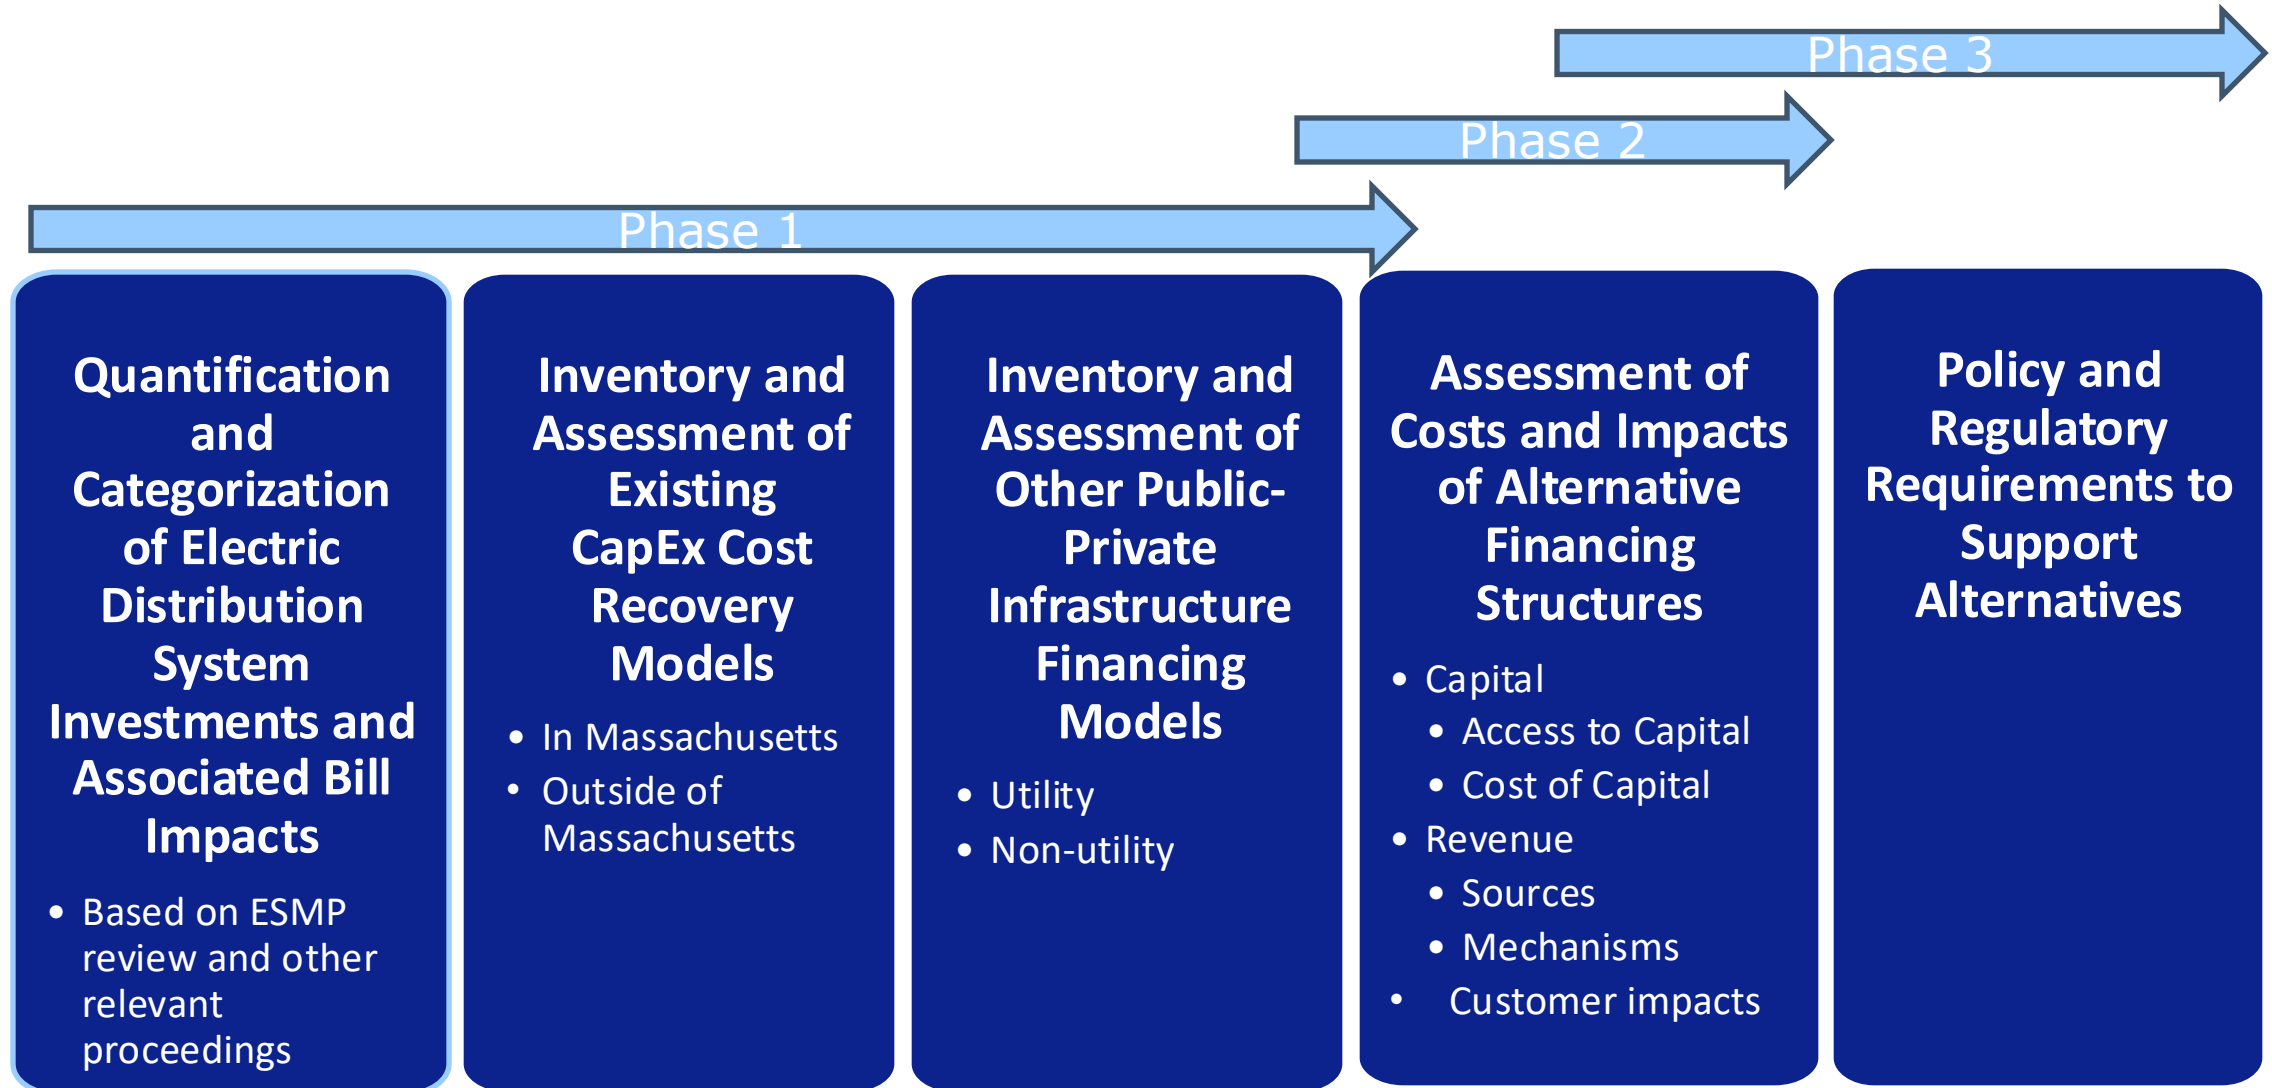 Phase 3
Phase 2
Phase 1
Quantification
and
Categorization
of Electric
Distribution
System
Investments and
Associated Bill
Impacts
• Based on ESMP
review and other
relevant
proceedings
Inventory and
Assessment of
Existing
CapEx Cost
Recovery
Models
• In Massachusetts
• Outside of
Massachusetts
Inventory and
Assessment of
Other Public-
Private
Infrastructure
Financing
Models
• Utility
• Non-utility
Assessment of
Costs and Impacts
of Alternative
Financing
Structures
• Capital
• Access to Capital
• Cost of Capital
• Revenue
• Sources
• Mechanisms
• Customer impacts
Policy and
Regulatory
Requirements to
Support
Alternatives